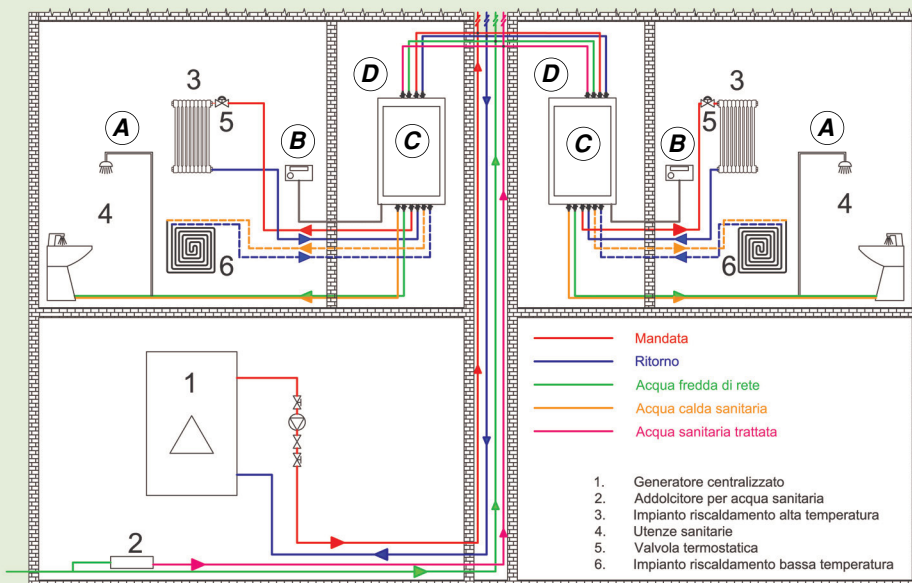 D
D
3
3
5
5
A
B
C
C
B
A
4
4
6
6
1
2
Mandata
Ritorno
Acqua fredda di rete
Acqua calda sanitaria
Acqua sanitaria trattata
1. Generatore centralizzato
2. Addolcitore per acqua sanitaria
3. Impianto riscaldamento alta temperatura
4. Utenze sanitarie
5. Valvola termostatica
6. Impianto riscaldamento bassa temperatura